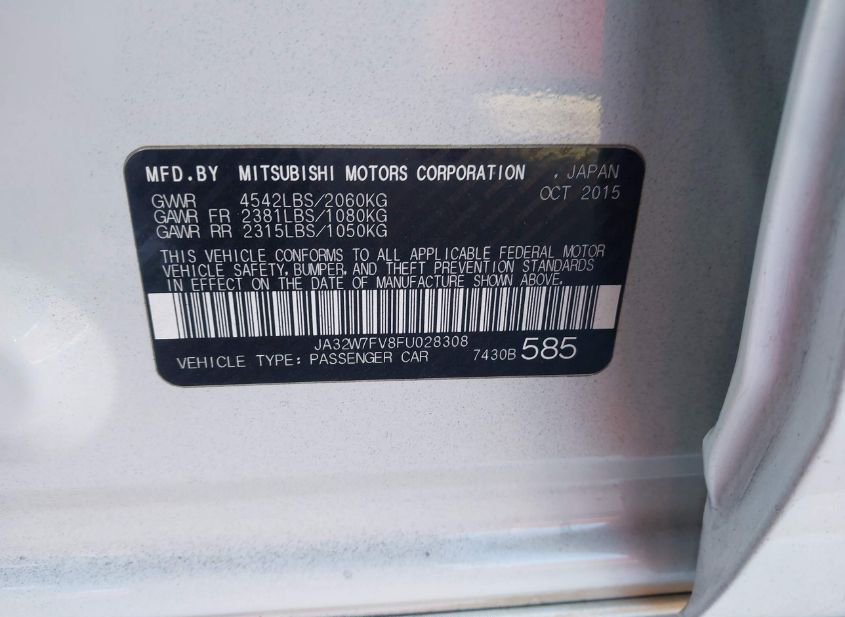 MFD.BY MITSUBISHI MOTORS CORPORATION , JAPAN
OCT 2015
GVWR 4542LBS/2060KG
GAWR FR 2381LBS/1080KG
GAWR RR 2315LBS/1050KG
THIS VEHICLE CONFORMS TO ALL APPLICABLE FEDERAL MOTOR
VEHICLE SAFETY, BUMPER, AND THEFT PREVENTION STANDARDS
IN EFFECT ON THE DATE OF MANUFACTURE SHOWN ABOVE.
JA32W7FV8FU028308
VEHICLE TYPE: PASSENGER CAR 7430B 585